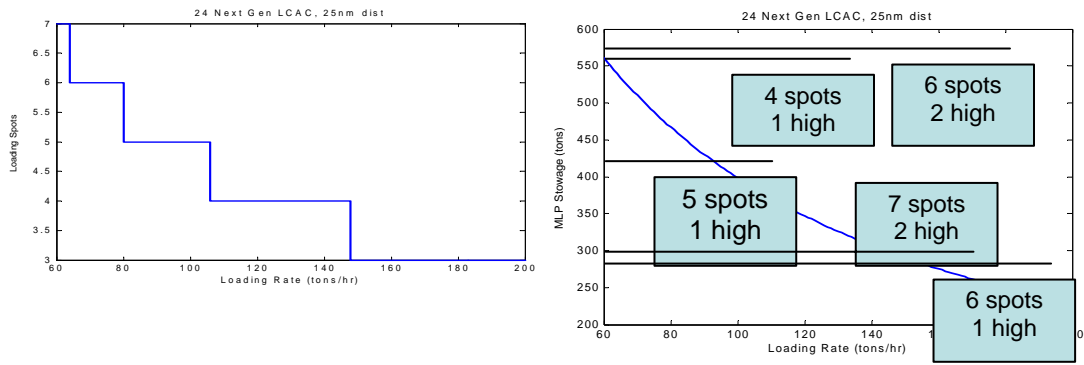 24 Next Gen LCAC, 25nm dist
Loading Spots
7
6.5
6
5.5
5
4.5
4
3.5
3
60 80 100 120 140 160 180 200
Loading Rate (tons/hr)
24 Next Gen LCAC, 25nm dist
MLP Stowage (tons)
600
550
500
450
400
350
300
250
200
4 spots
1 high
6 spots
2 high
5 spots
1 high
7 spots
2 high
6 spots
1 high
60 80 100 120 140
Loading Rate (tons/hr)